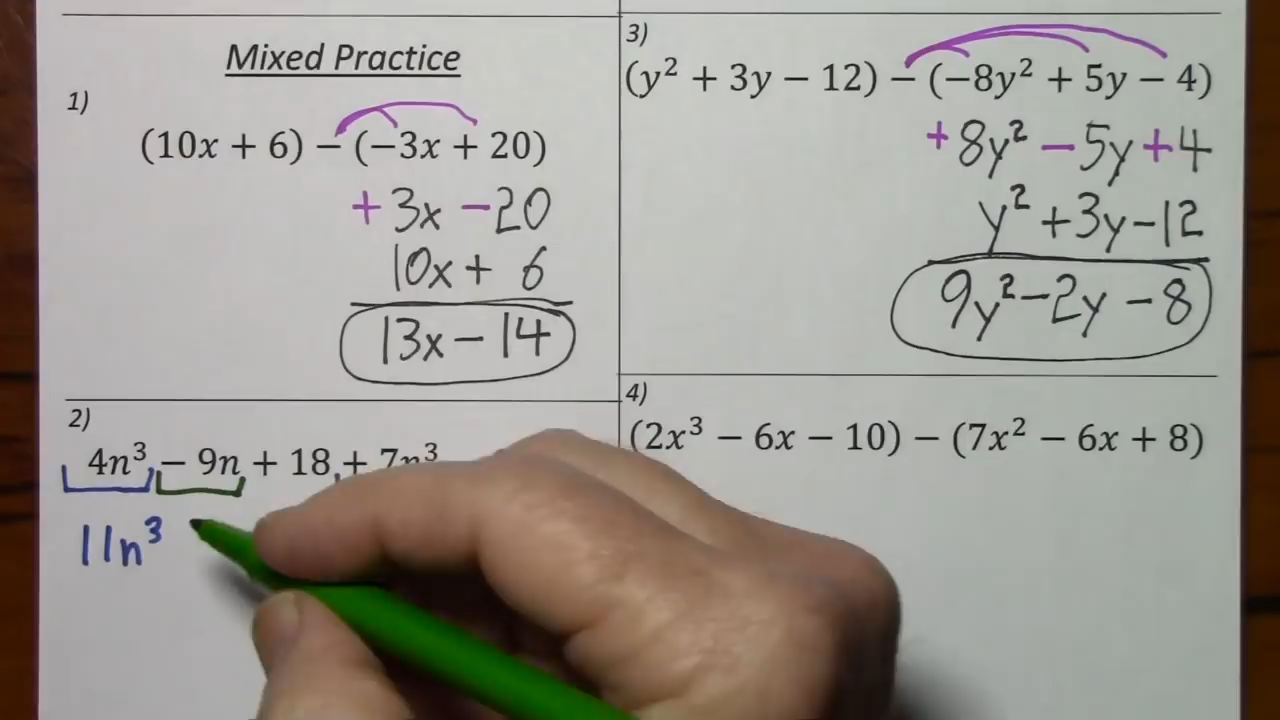 Mixed Practice
1)
(10x + 6) − (−3x + 20)
+3x −20
10x + 6
13x − 14
2)
4n³ − 9n + 18 + 7n³
11n³
3)
(y² + 3y − 12) − (−8y² + 5y − 4)
+8y² −5y +4
y² +3y−12
9y²−2y −8
4)
(2x³ − 6x − 10) − (7x² − 6x + 8)